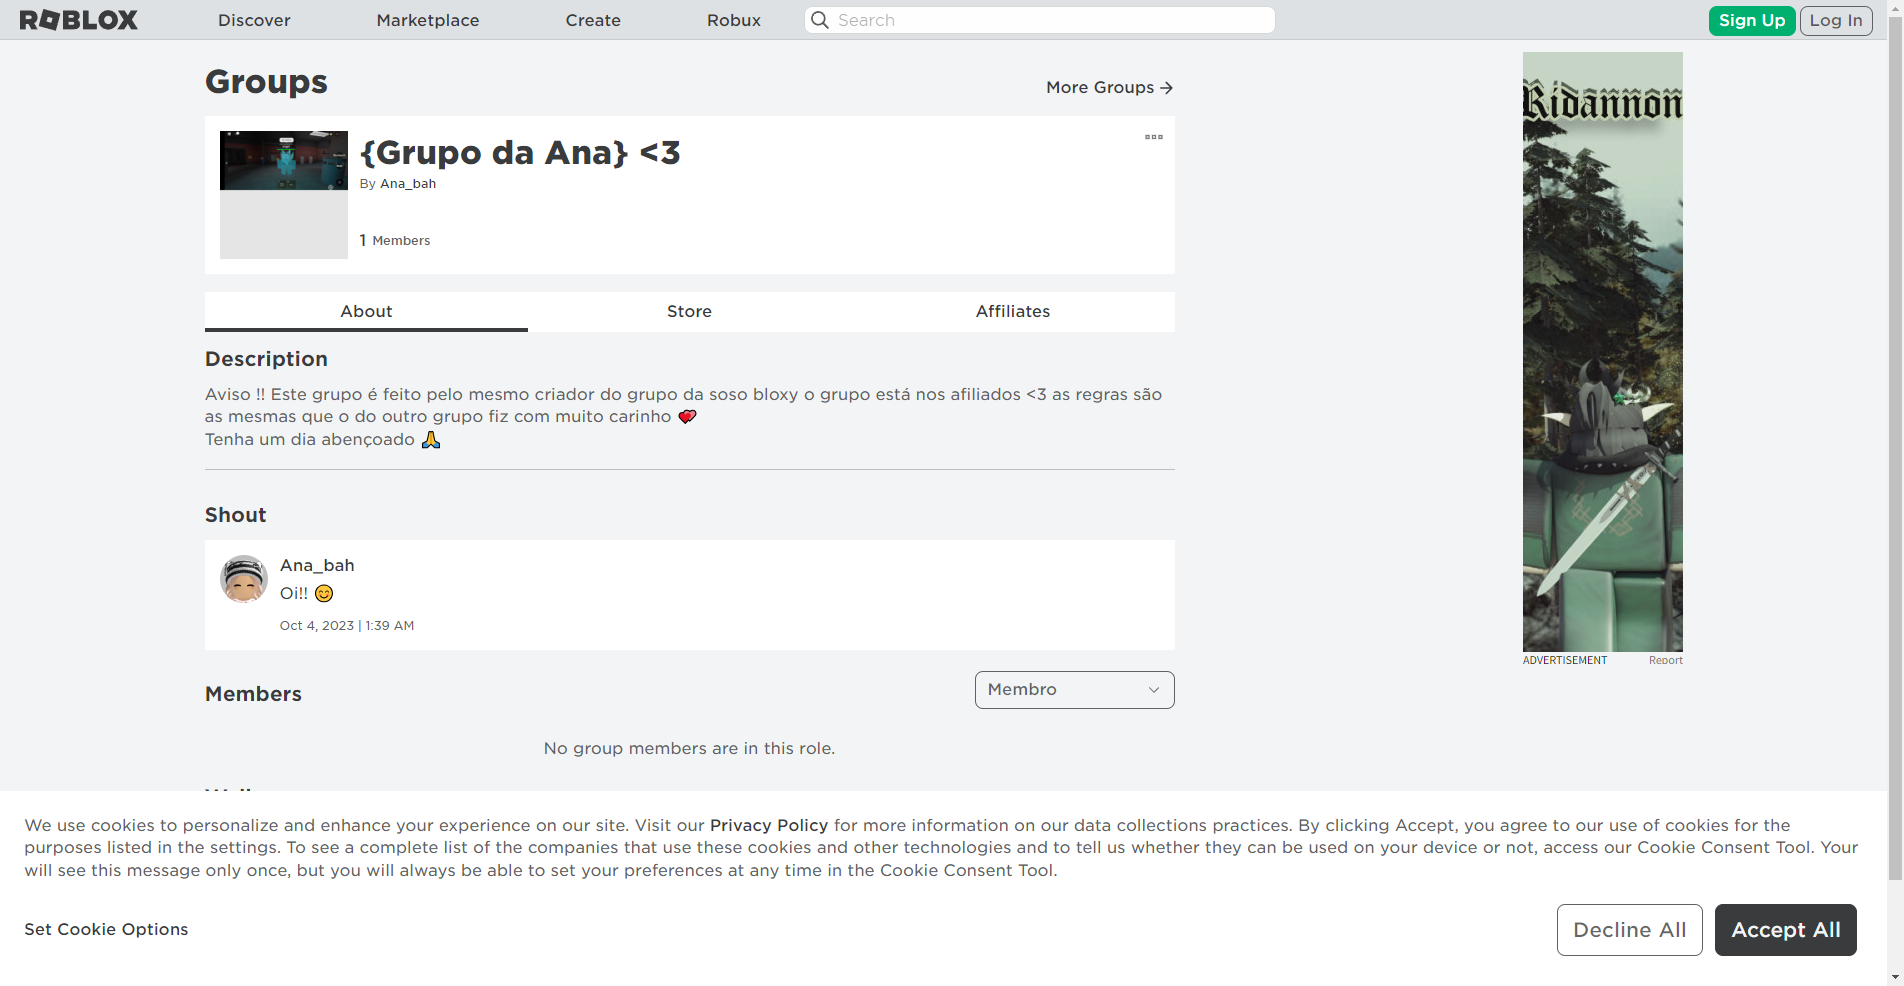 ROBLOX
Discover
Marketplace
Create
Robux
Search
Sign Up
Log In
Groups
More Groups
{Grupo da Ana} <3
By Ana_bah
1 Members
About
Store
Affiliates
Description
Aviso !! Este grupo é feito pelo mesmo criador do grupo da soso bloxy o grupo está nos afiliados <3 as regras são
as mesmas que o do outro grupo fiz com muito carinho 💕
Tenha um dia abençoado 🙏
Shout
Ana_bah
Oi!! 😊
Oct 4, 2023 | 1:39 AM
Members
Membro
No group members are in this role.
Ridannon
ADVERTISEMENT
Report
We use cookies to personalize and enhance your experience on our site. Visit our Privacy Policy for more information on our data collections practices. By clicking Accept, you agree to our use of cookies for the
purposes listed in the settings. To see a complete list of the companies that use these cookies and other technologies and to tell us whether they can be used on your device or not, access our Cookie Consent Tool. Your
will see this message only once, but you will always be able to set your preferences at any time in the Cookie Consent Tool.
Set Cookie Options
Decline All
Accept All